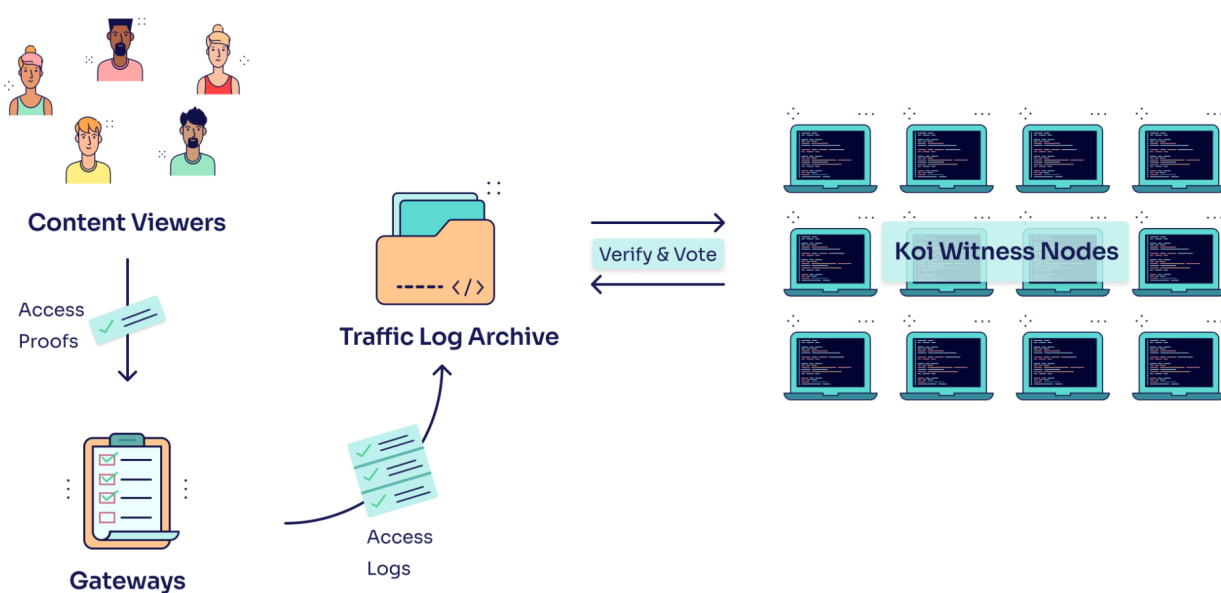 Content Viewers
Access
Proofs
Gateways
Access
Logs
</>
Traffic Log Archive
Verify & Vote
Koi Witness Nodes